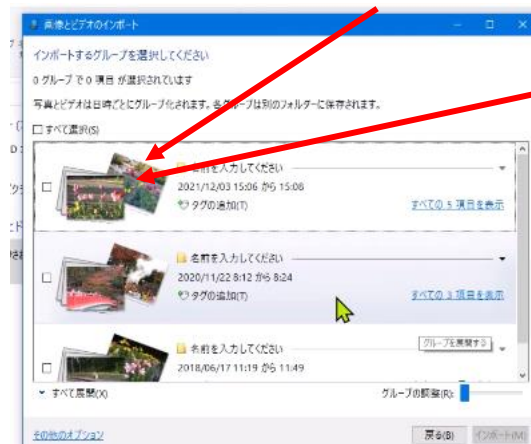 画像とビデオのインポート
インポートするグループを選択してください
0 グループ で 0 項目 が選択されています
写真とビデオは日時ごとにグループ化されます。各グループは別のフォルダーに保存されます。
すべて選択(S)
名前を入力してください
2021/12/03 15:06 から 15:08
タグの追加(T)
すべての 5 項目を表示
名前を入力してください
2020/11/22 8:12 から 8:24
タグの追加(T)
すべての 3 項目を表示
名前を入力してください
グループを展開する
2018/06/17 11:19 から 11:49
すべて展開(X)
グループの調整(R):
その他のオプション
戻る(B)
インポート(M)